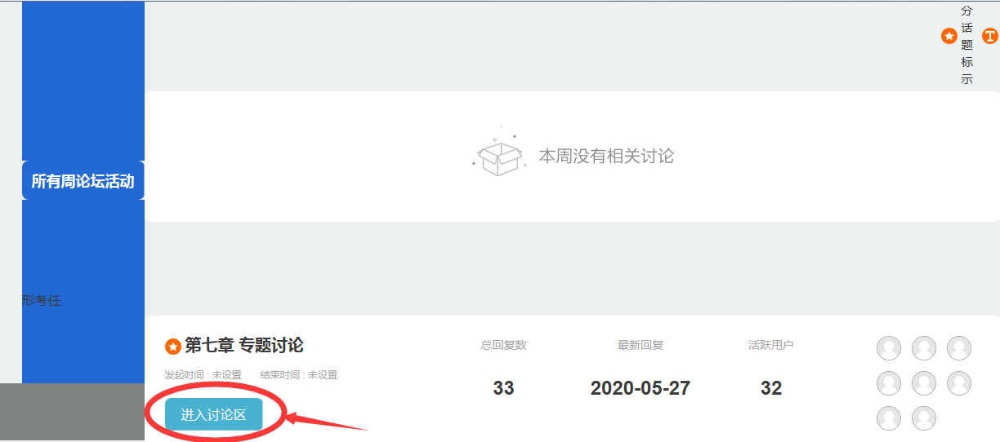 分
话
题
标
示
本周没有相关讨论
所有周论坛活动
形考任
第七章 专题讨论
发起时间 : 未设置 结束时间 : 未设置
进入讨论区
总回复数
33
最新回复
2020-05-27
活跃用户
32